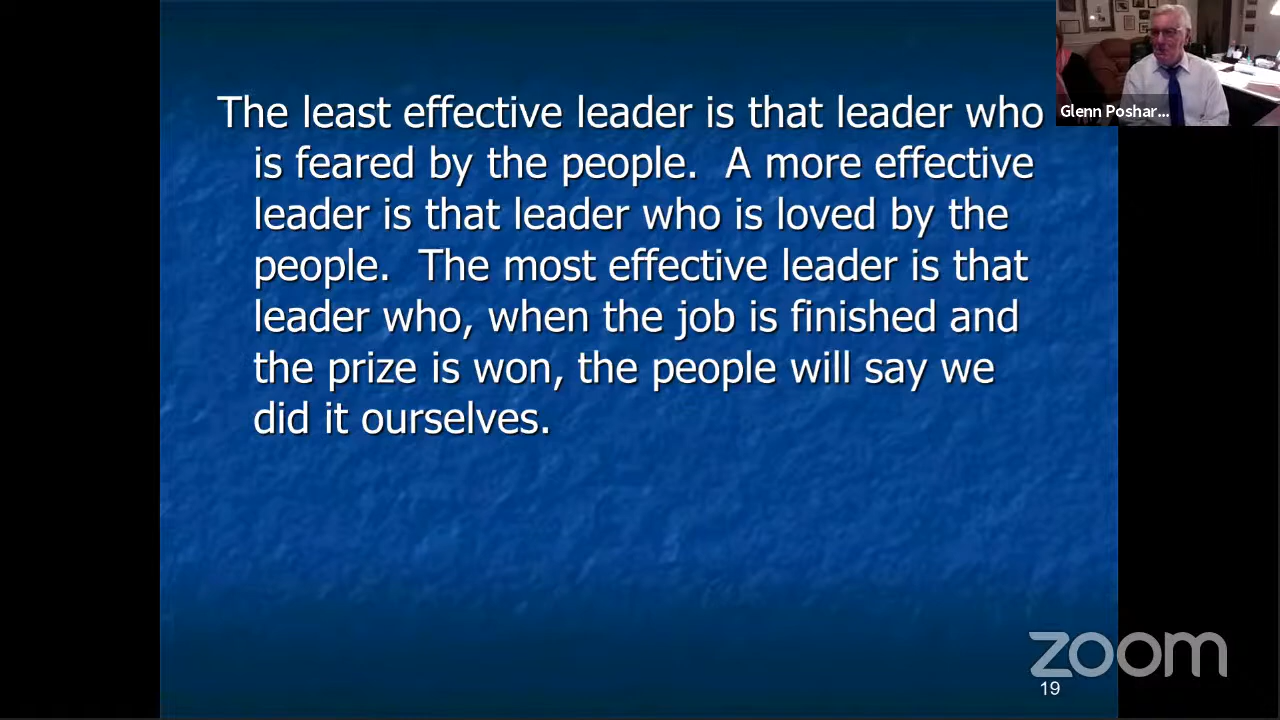 The least effective leader is that leader who
is feared by the people.  A more effective
leader is that leader who is loved by the
people.  The most effective leader is that
leader who, when the job is finished and
the prize is won, the people will say we
did it ourselves.
Glenn Poshar...
zoom
19